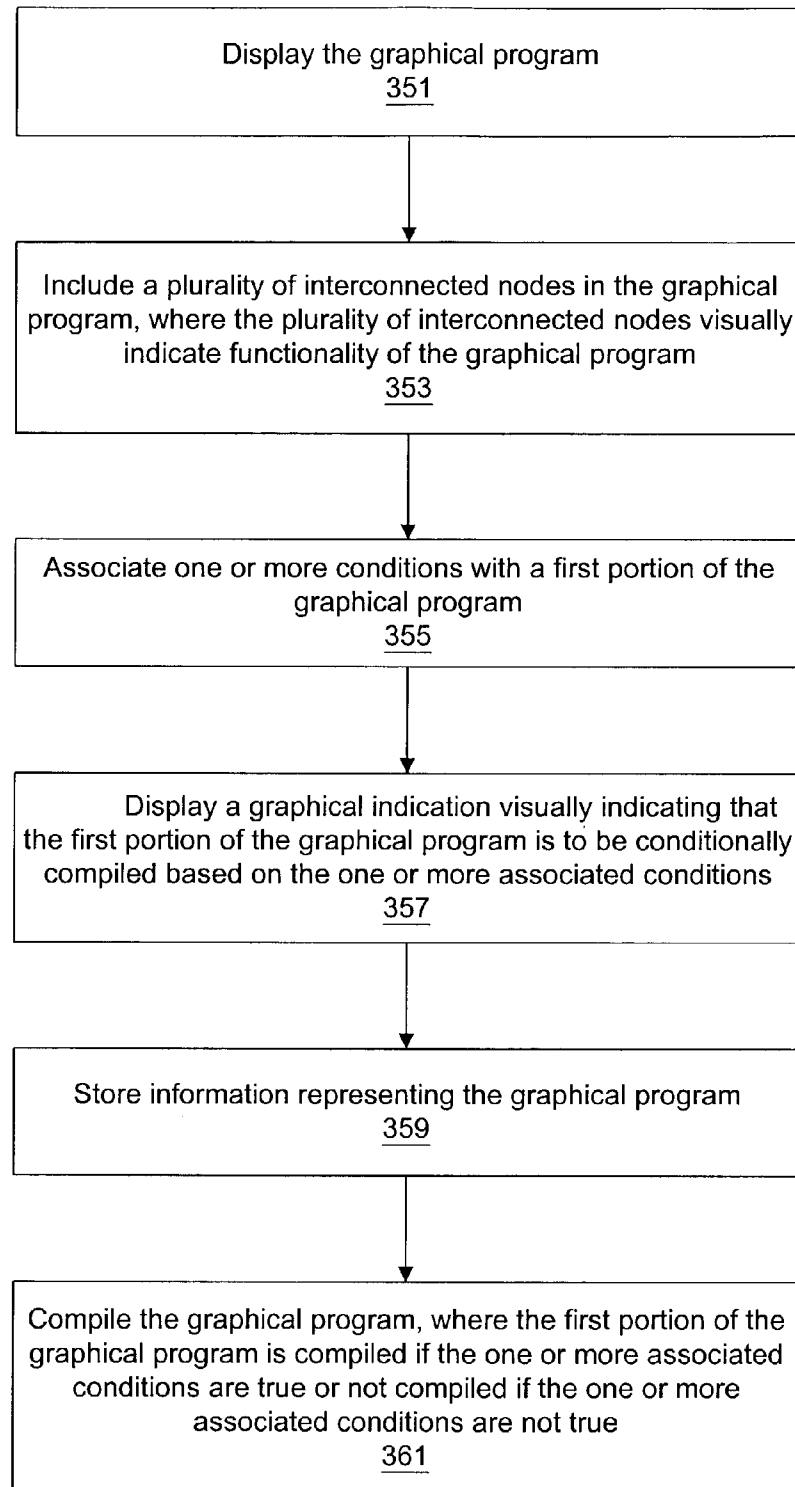 Display the graphical program
351
Include a plurality of interconnected nodes in the graphical
program, where the plurality of interconnected nodes visually
indicate functionality of the graphical program
353
Associate one or more conditions with a first portion of the
graphical program
355
Display a graphical indication visually indicating that
the first portion of the graphical program is to be conditionally
compiled based on the one or more associated conditions
357
Store information representing the graphical program
359
Compile the graphical program, where the first portion of the
graphical program is compiled if the one or more associated
conditions are true or not compiled if the one or more
associated conditions are not true
361